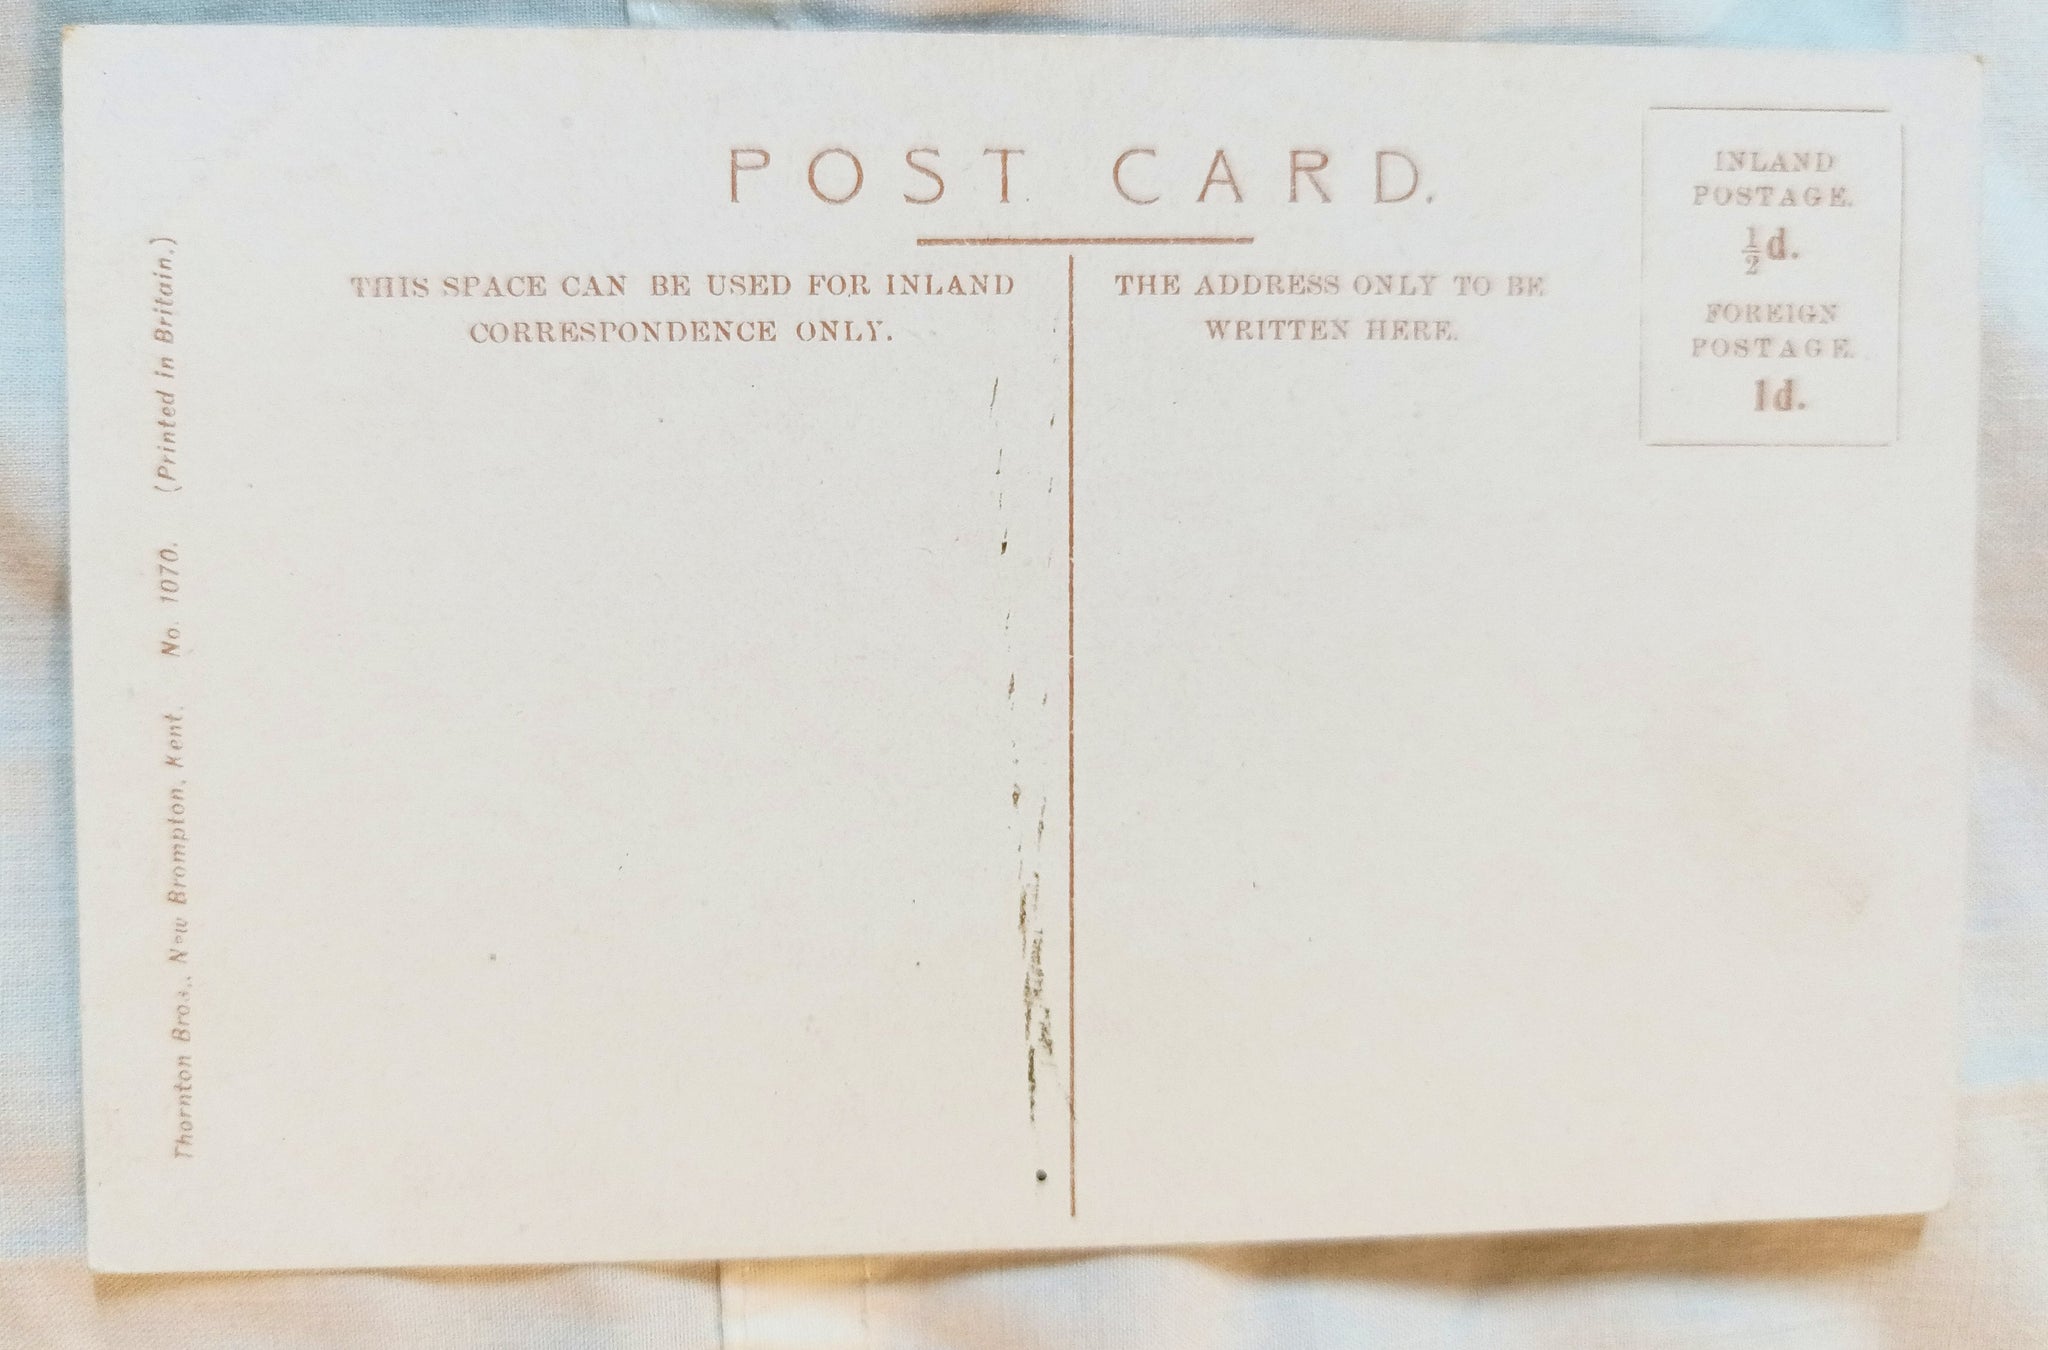 POST CARD.
THIS SPACE CAN BE USED FOR INLAND
CORRESPONDENCE ONLY.
THE ADDRESS ONLY TO BE
WRITTEN HERE.
INLAND
POSTAGE.
½d.
FOREIGN
POSTAGE.
1d.
Thornton Bros., New Brompton, Kent. No. 1070. (Printed in Britain.)